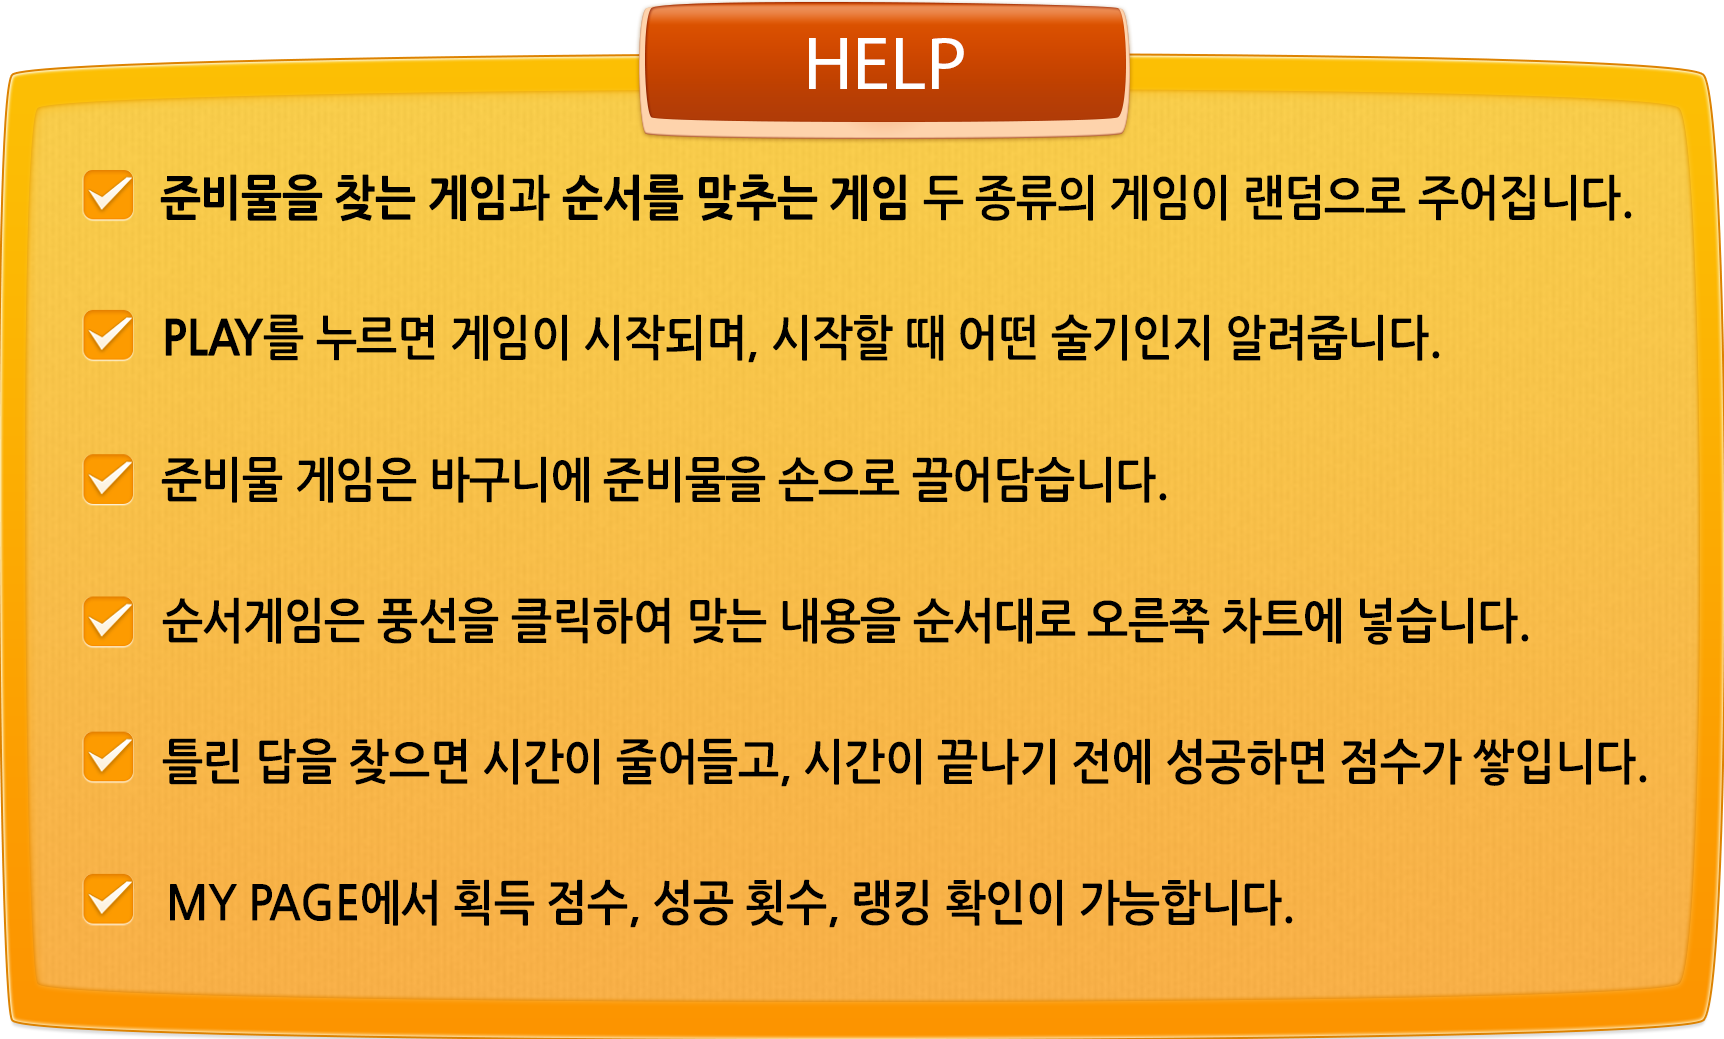 HELP
준비물을 찾는 게임과 순서를 맞추는 게임 두 종류의 게임이 랜덤으로 주어집니다.
PLAY를 누르면 게임이 시작되며, 시작할 때 어떤 술기인지 알려줍니다.
준비물 게임은 바구니에 준비물을 손으로 끌어담습니다.
순서게임은 풍선을 클릭하여 맞는 내용을 순서대로 오른쪽 차트에 넣습니다.
틀린 답을 찾으면 시간이 줄어들고, 시간이 끝나기 전에 성공하면 점수가 쌓입니다.
MY PAGE에서 획득 점수, 성공 횟수, 랭킹 확인이 가능합니다.